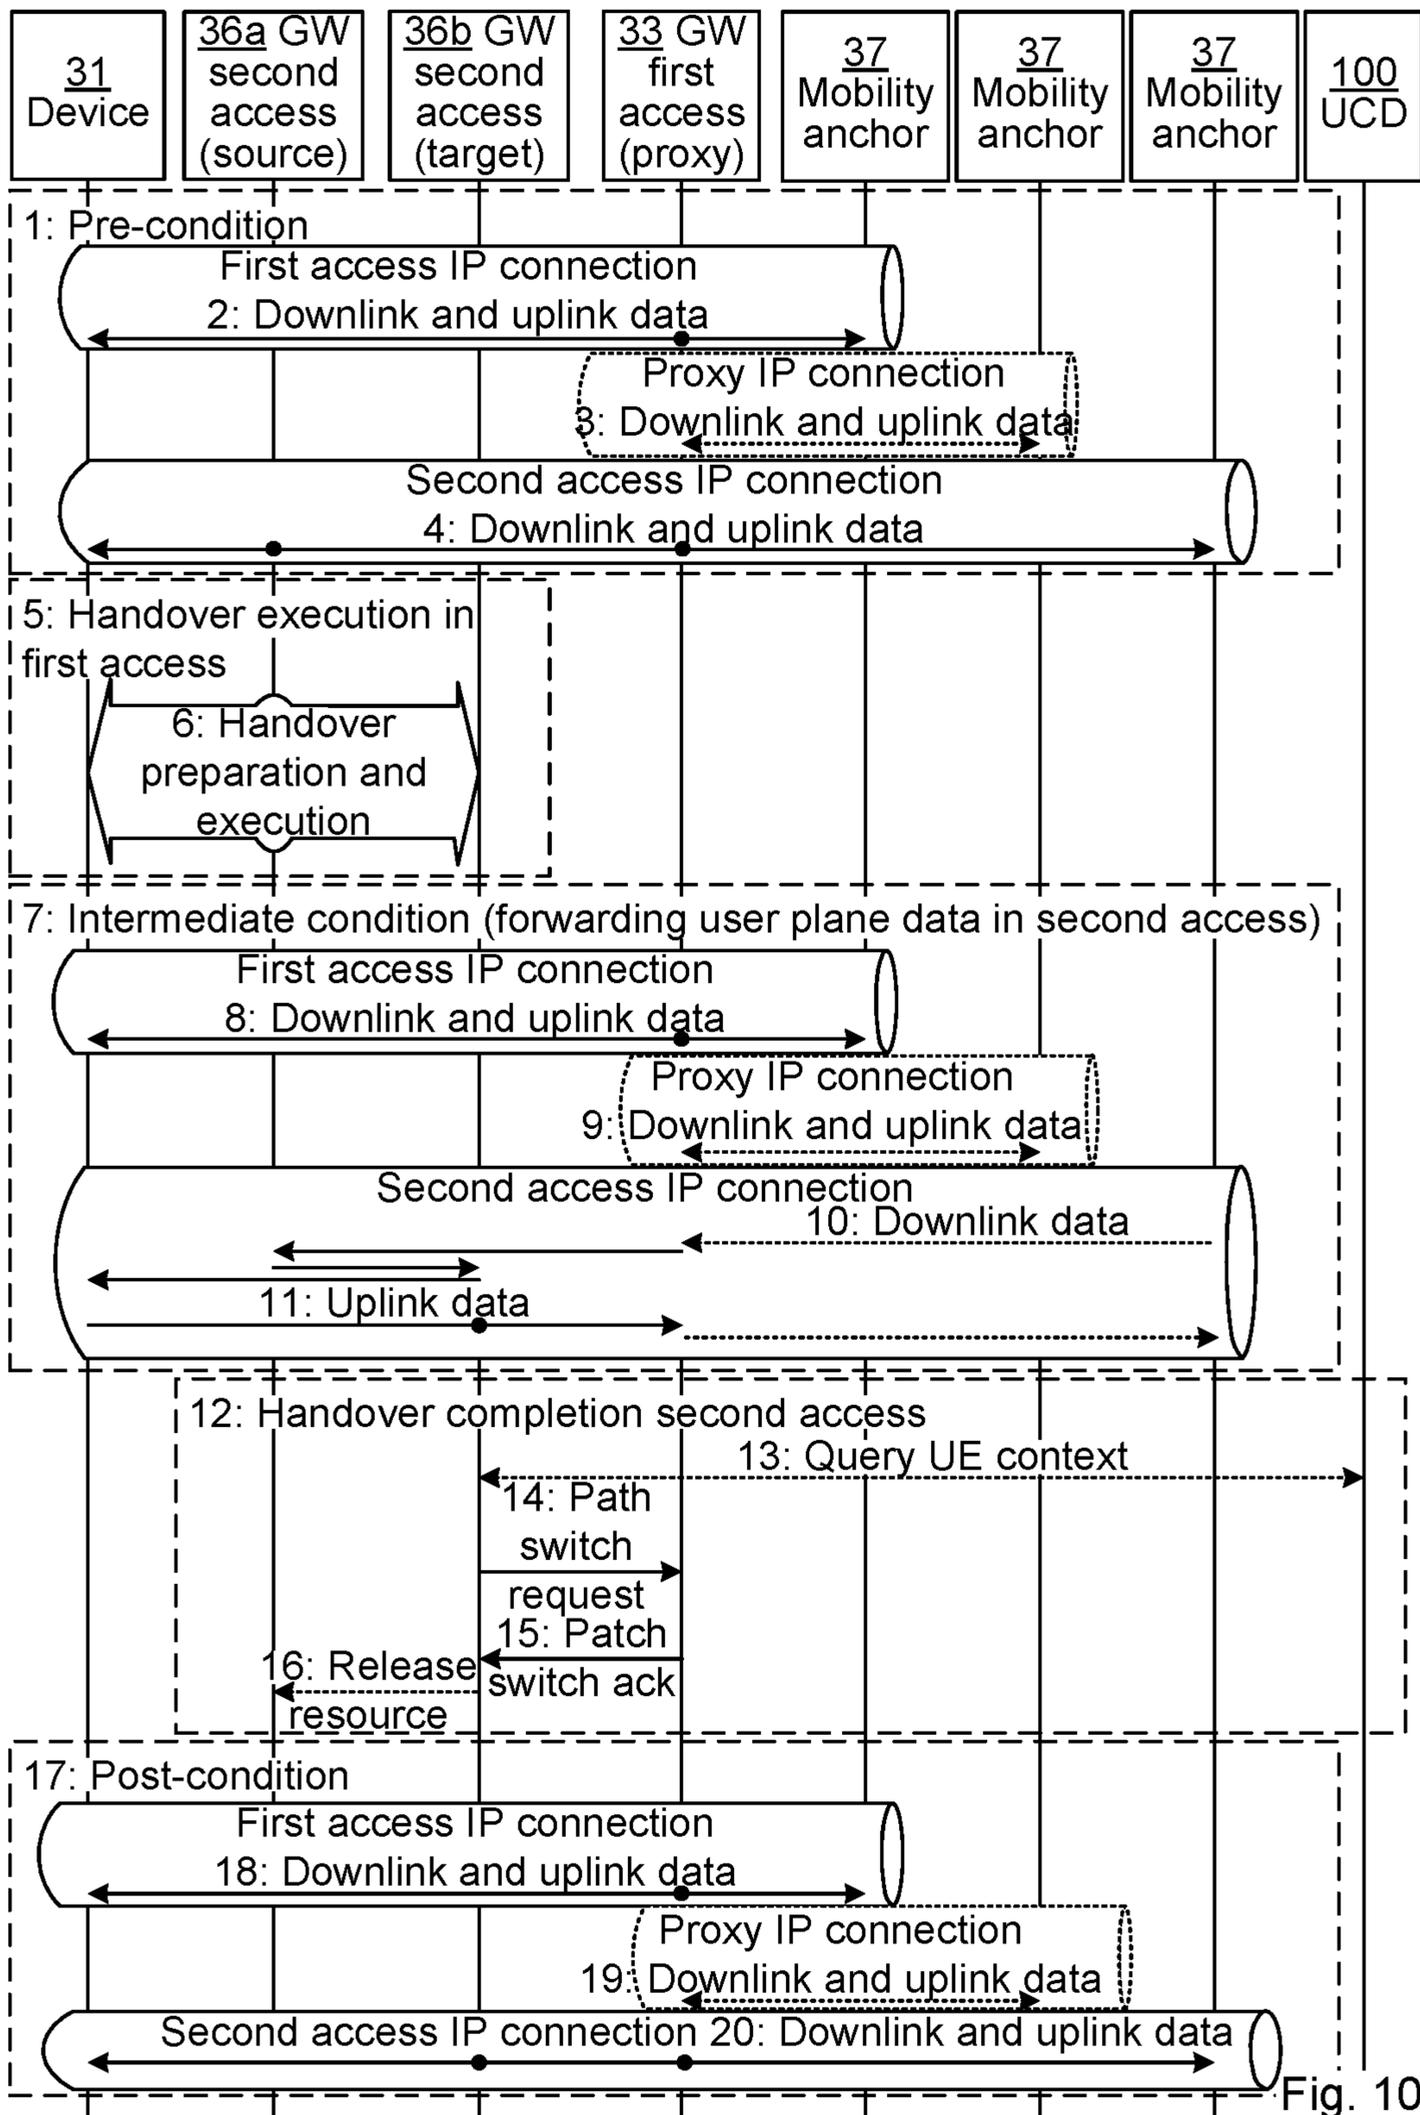 31
Device
36a GW
second
access
(source)
36b GW
second
access
(target)
33 GW
first
access
(proxy)
37
Mobility
anchor
37
Mobility
anchor
37
Mobility
anchor
100
UCD
1: Pre-condition
First access IP connection
2: Downlink and uplink data
Proxy IP connection
3: Downlink and uplink data
Second access IP connection
4: Downlink and uplink data
5: Handover execution in
first access
6: Handover
preparation and
execution
7: Intermediate condition (forwarding user plane data in second access)
First access IP connection
8: Downlink and uplink data
Proxy IP connection
9: Downlink and uplink data
Second access IP connection
10: Downlink data
11: Uplink data
12: Handover completion second access
13: Query UE context
14: Path
switch
request
15: Patch
switch ack
16: Release
resource
17: Post-condition
First access IP connection
18: Downlink and uplink data
Proxy IP connection
19: Downlink and uplink data
Second access IP connection 20: Downlink and uplink data
Fig. 10